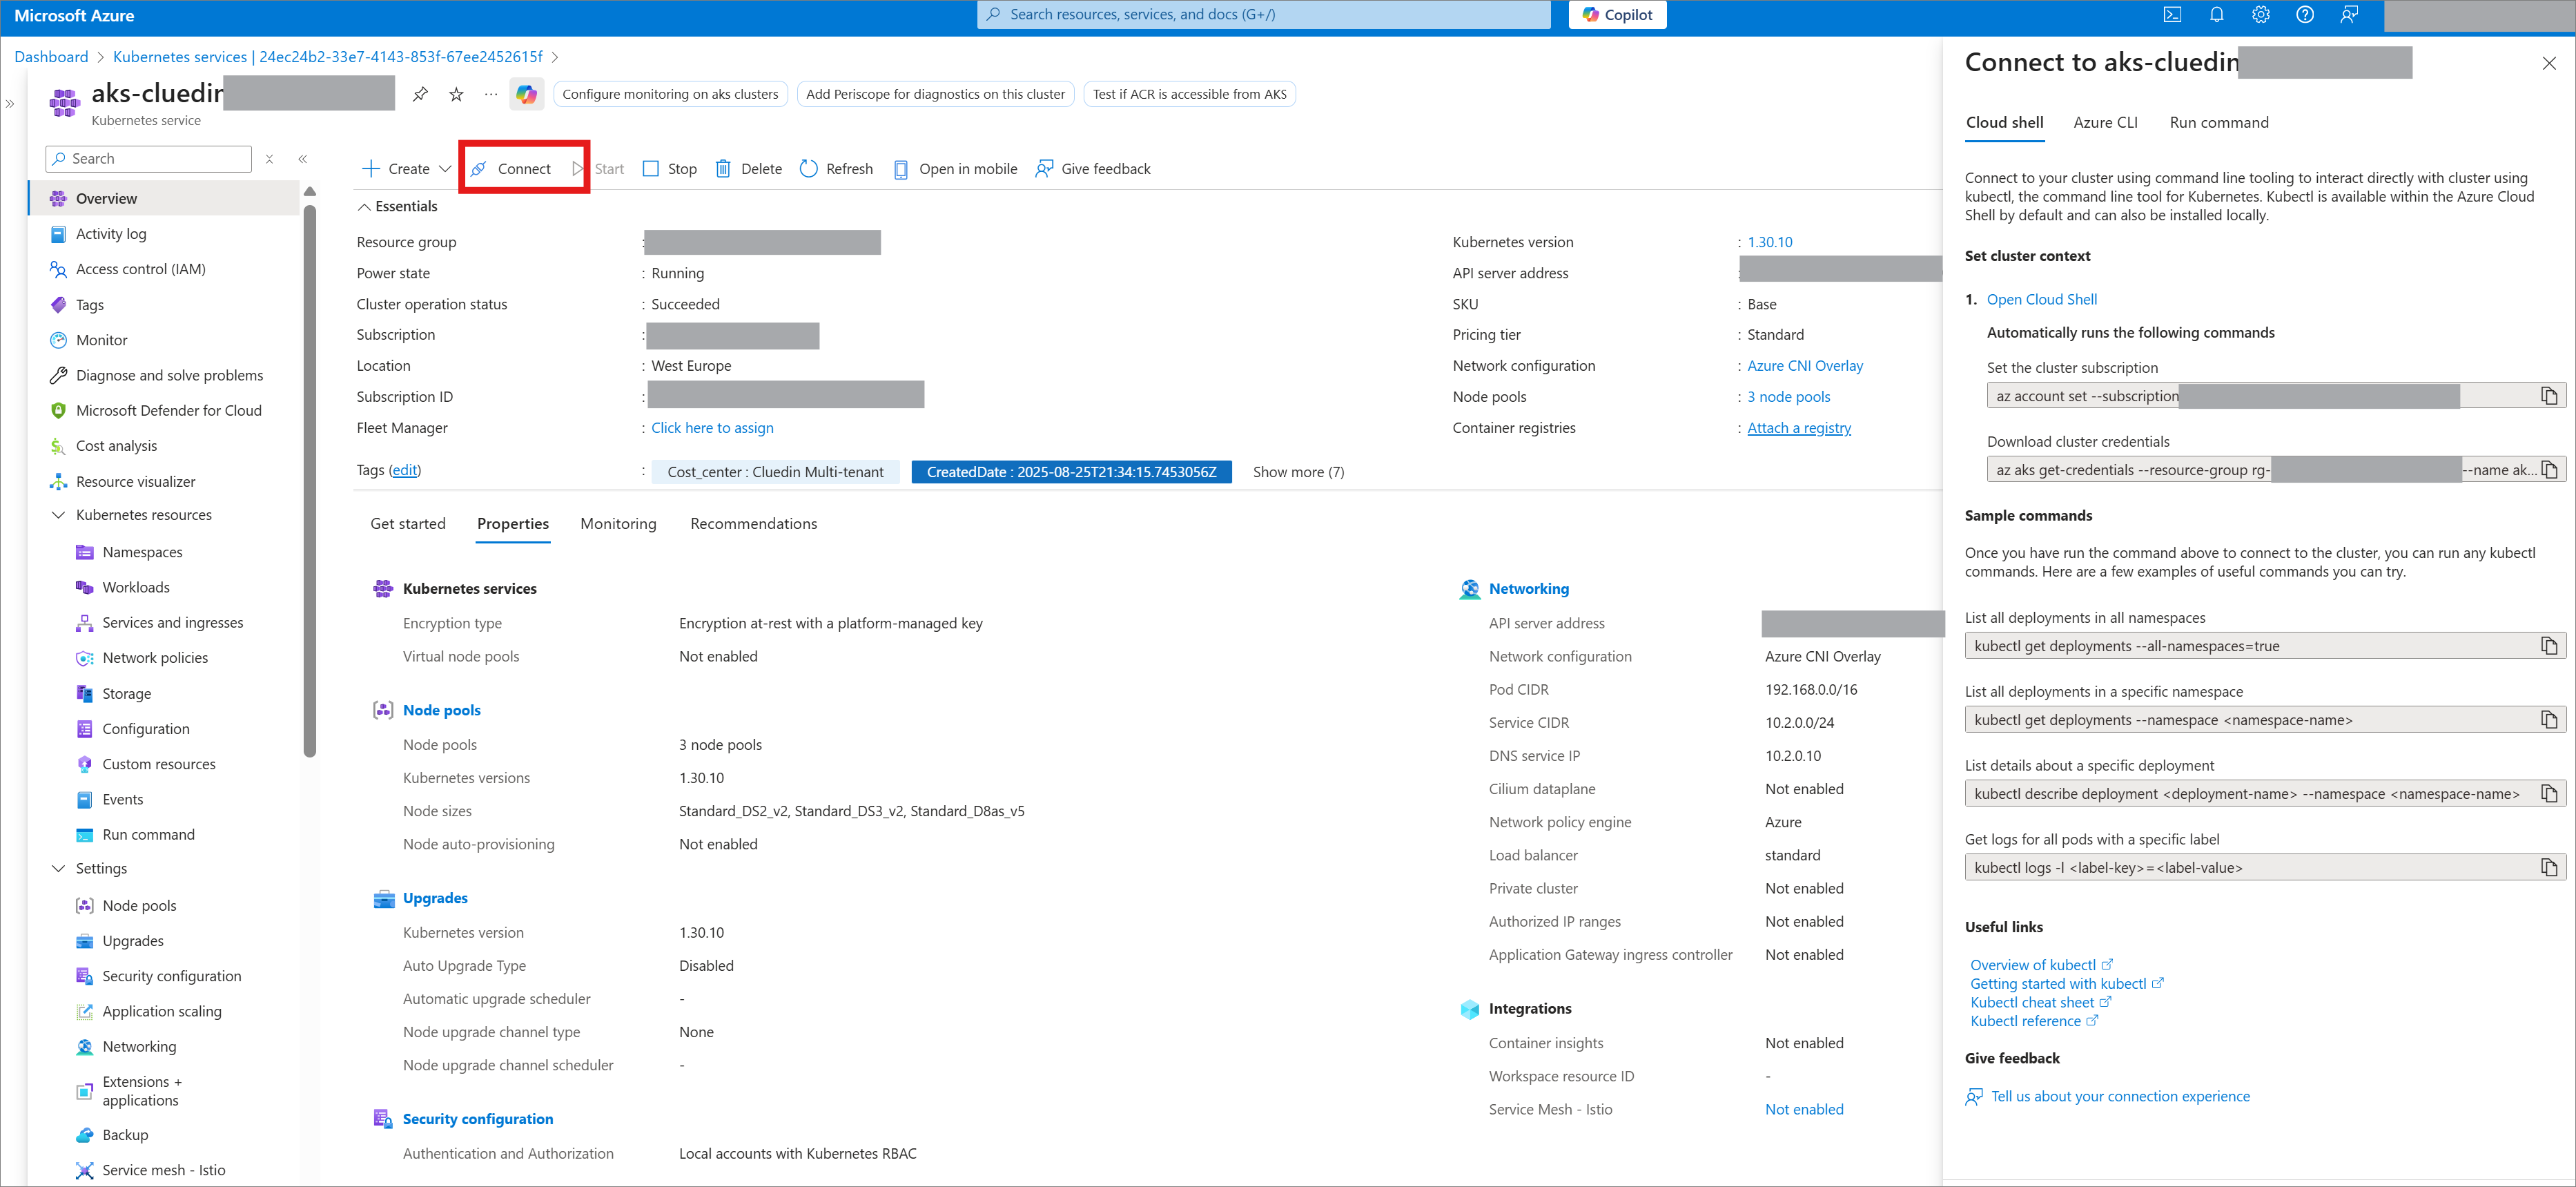 Microsoft Azure
Search resources, services, and docs (G+/)
Copilot
Dashboard
Kubernetes services | 24ec24b2-33e7-4143-853f-67ee2452615f
aks-cluedin
Kubernetes service
Configure monitoring on aks clusters
Add Periscope for diagnostics on this cluster
Test if ACR is accessible from AKS
Search
Overview
Activity log
Access control (IAM)
Tags
Monitor
Diagnose and solve problems
Microsoft Defender for Cloud
Cost analysis
Resource visualizer
Kubernetes resources
Namespaces
Workloads
Services and ingresses
Network policies
Storage
Configuration
Custom resources
Events
Run command
Settings
Node pools
Upgrades
Security configuration
Application scaling
Networking
Extensions +
applications
Backup
Service mesh - Istio
Create
Connect
Start
Stop
Delete
Refresh
Open in mobile
Give feedback
Essentials
Resource group :
Power state : Running
Cluster operation status : Succeeded
Subscription :
Location : West Europe
Subscription ID :
Fleet Manager : Click here to assign
Kubernetes version : 1.30.10
API server address :
SKU : Base
Pricing tier : Standard
Network configuration : Azure CNI Overlay
Node pools : 3 node pools
Container registries : Attach a registry
Tags (edit) : Cost_center : Cluedin Multi-tenant CreatedDate : 2025-08-25T21:34:15.7453056Z Show more (7)
Get started
Properties
Monitoring
Recommendations
Kubernetes services
Encryption type Encryption at-rest with a platform-managed key
Virtual node pools Not enabled
Node pools
Node pools 3 node pools
Kubernetes versions 1.30.10
Node sizes Standard_DS2_v2, Standard_DS3_v2, Standard_D8as_v5
Node auto-provisioning Not enabled
Upgrades
Kubernetes version 1.30.10
Auto Upgrade Type Disabled
Automatic upgrade scheduler -
Node upgrade channel type None
Node upgrade channel scheduler -
Security configuration
Authentication and Authorization Local accounts with Kubernetes RBAC
Networking
API server address
Network configuration Azure CNI Overlay
Pod CIDR 192.168.0.0/16
Service CIDR 10.2.0.0/24
DNS service IP 10.2.0.10
Cilium dataplane Not enabled
Network policy engine Azure
Load balancer standard
Private cluster Not enabled
Authorized IP ranges Not enabled
Application Gateway ingress controller Not enabled
Integrations
Container insights Not enabled
Workspace resource ID -
Service Mesh - Istio Not enabled
Connect to aks-cluedin
Cloud shell
Azure CLI
Run command
Connect to your cluster using command line tooling to interact directly with cluster using
kubectl, the command line tool for Kubernetes. Kubectl is available within the Azure Cloud
Shell by default and can also be installed locally.
Set cluster context
1. Open Cloud Shell
Automatically runs the following commands
Set the cluster subscription
az account set --subscription
Download cluster credentials
az aks get-credentials --resource-group rg- --name ak...
Sample commands
Once you have run the command above to connect to the cluster, you can run any kubectl
commands. Here are a few examples of useful commands you can try.
List all deployments in all namespaces
kubectl get deployments --all-namespaces=true
List all deployments in a specific namespace
kubectl get deployments --namespace <namespace-name>
List details about a specific deployment
kubectl describe deployment <deployment-name> --namespace <namespace-name>
Get logs for all pods with a specific label
kubectl logs -l <label-key>=<label-value>
Useful links
Overview of kubectl
Getting started with kubectl
Kubectl cheat sheet
Kubectl reference
Give feedback
Tell us about your connection experience